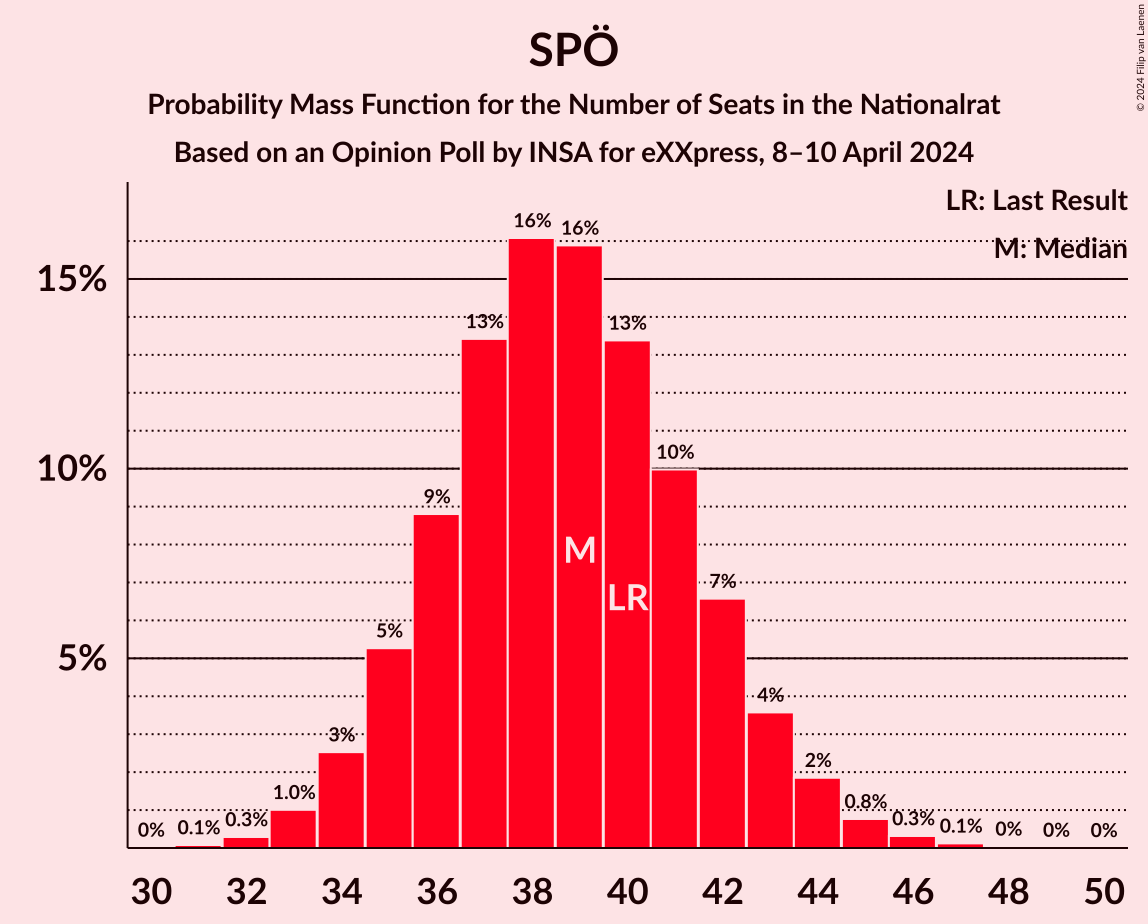 SPÖ
Probability Mass Function for the Number of Seats in the Nationalrat
Based on an Opinion Poll by INSA for eXXpress, 8–10 April 2024
© 2024 Filip van Laenen
LR: Last Result
M: Median
15%
10%
5%
0%
0.1%
0.3%
1.0%
3%
5%
9%
13%
16%
16%
13%
10%
7%
4%
2%
0.8%
0.3%
0.1%
0%
0%
0%
M
LR
30 32 34 36 38 40 42 44 46 48 50